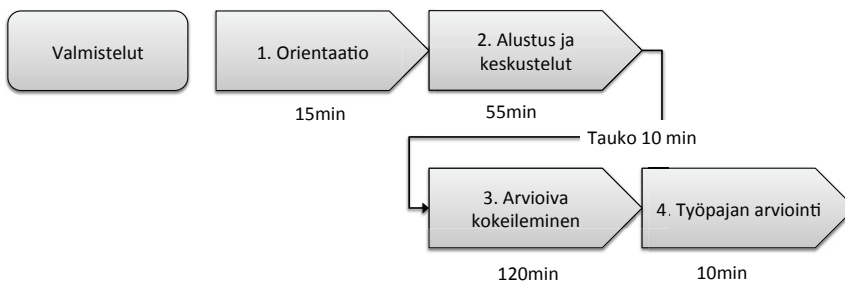 Valmistelut
1. Orientaatio
15min
2. Alustus ja
keskustelut
55min
Tauko 10 min
3. Arvioiva
kokeileminen
120min
4. Työpajan arviointi
10min